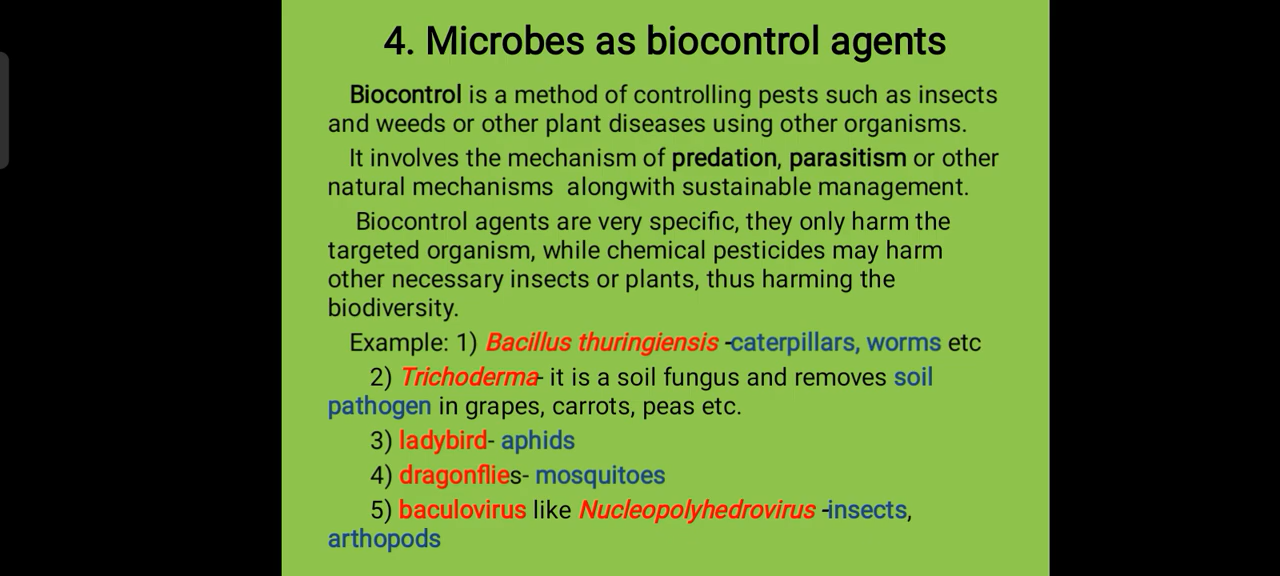 4. Microbes as biocontrol agents
Biocontrol is a method of controlling pests such as insects
and weeds or other plant diseases using other organisms.
It involves the mechanism of predation, parasitism or other
natural mechanisms alongwith sustainable management.
Biocontrol agents are very specific, they only harm the
targeted organism, while chemical pesticides may harm
other necessary insects or plants, thus harming the
biodiversity.
Example: 1) Bacillus thuringiensis -caterpillars, worms etc
2) Trichoderma- it is a soil fungus and removes soil
pathogen in grapes, carrots, peas etc.
3) ladybird- aphids
4) dragonflies- mosquitoes
5) baculovirus like Nucleopolyhedrovirus -insects,
arthopods